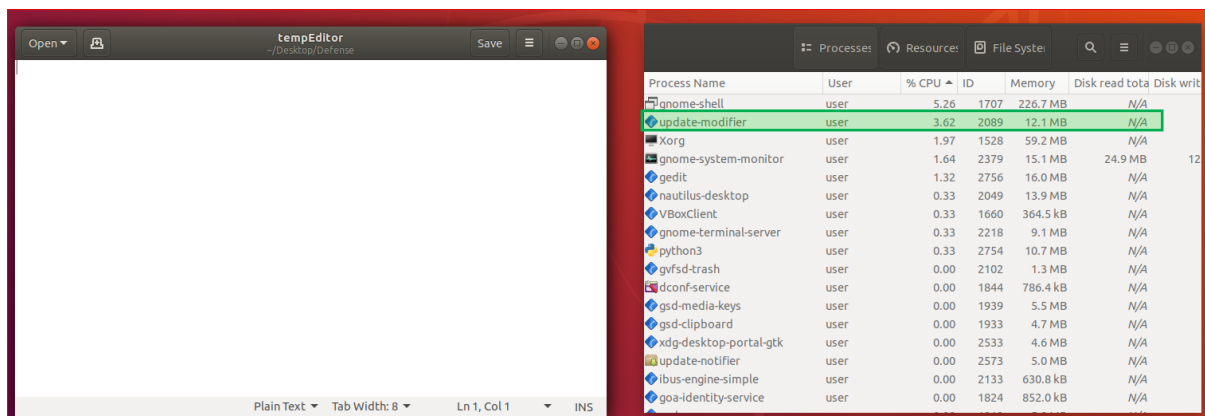 Open
tempEditor
~/Desktop/Defense
Save
Plain Text Tab Width: 8 Ln 1, Col 1 INS
Processes Resources File Syste
Process Name User % CPU ID Memory Disk read tota Disk writ
gnome-shell user 5.26 1707 226.7 MB N/A
update-modifier user 3.62 2089 12.1 MB N/A
Xorg user 1.97 1528 59.2 MB N/A
gnome-system-monitor user 1.64 2379 15.1 MB 24.9 MB 12
gedit user 1.32 2756 16.0 MB N/A
nautilus-desktop user 0.33 2049 13.9 MB N/A
VBoxClient user 0.33 1660 364.5 kB N/A
gnome-terminal-server user 0.33 2218 9.1 MB N/A
python3 user 0.33 2754 10.7 MB N/A
gvfsd-trash user 0.00 2102 1.3 MB N/A
dconf-service user 0.00 1844 786.4 kB N/A
gsd-media-keys user 0.00 1939 5.5 MB N/A
gsd-clipboard user 0.00 1933 4.7 MB N/A
xdg-desktop-portal-gtk user 0.00 2533 4.6 MB N/A
update-notifier user 0.00 2573 5.0 MB N/A
ibus-engine-simple user 0.00 2133 630.8 kB N/A
goa-identity-service user 0.00 1824 852.0 kB N/A